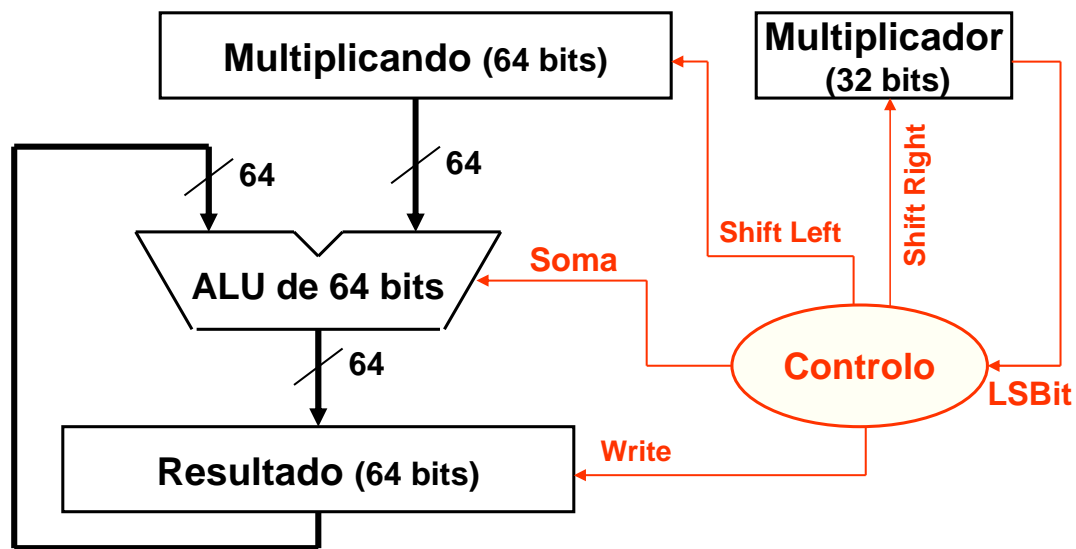 Multiplicando (64 bits)
Multiplicador
(32 bits)
64
64
Shift Left
Shift Right
Soma
ALU de 64 bits
64
Controlo
LSBit
Write
Resultado (64 bits)